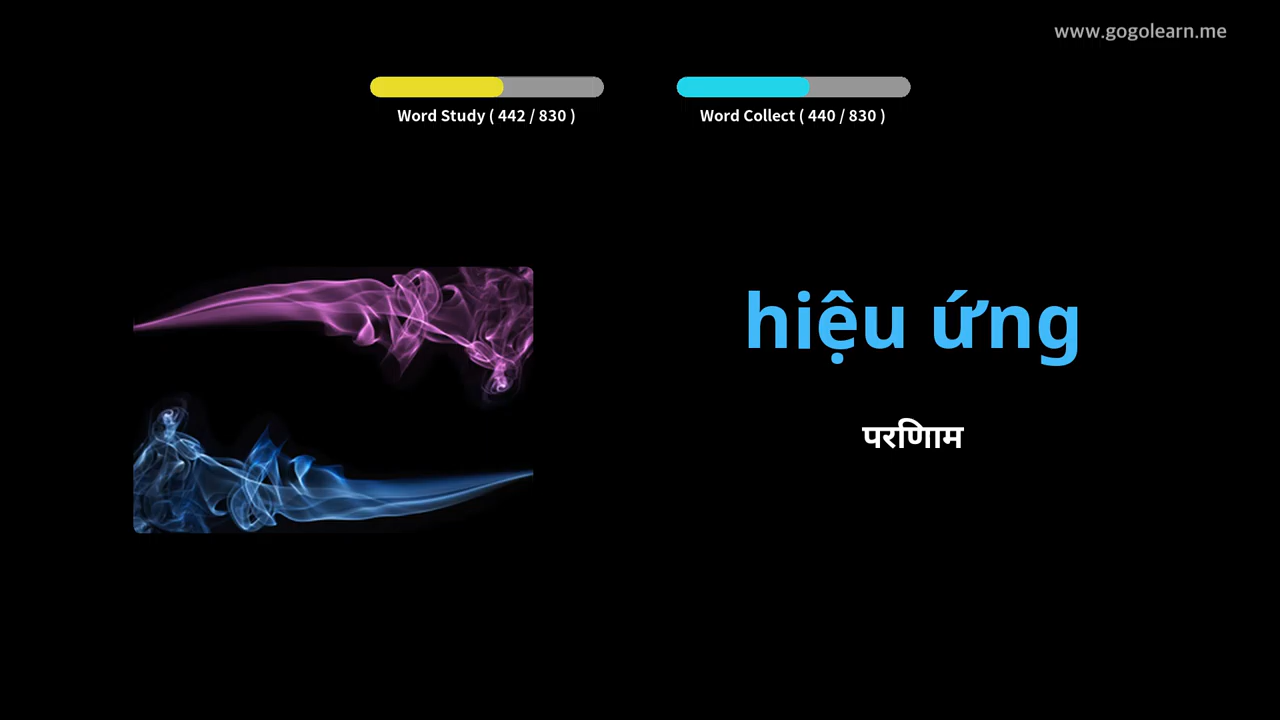 www.gogolearn.me
Word Study ( 442 / 830 )
Word Collect ( 440 / 830 )
hiệu ứng
परिणाम